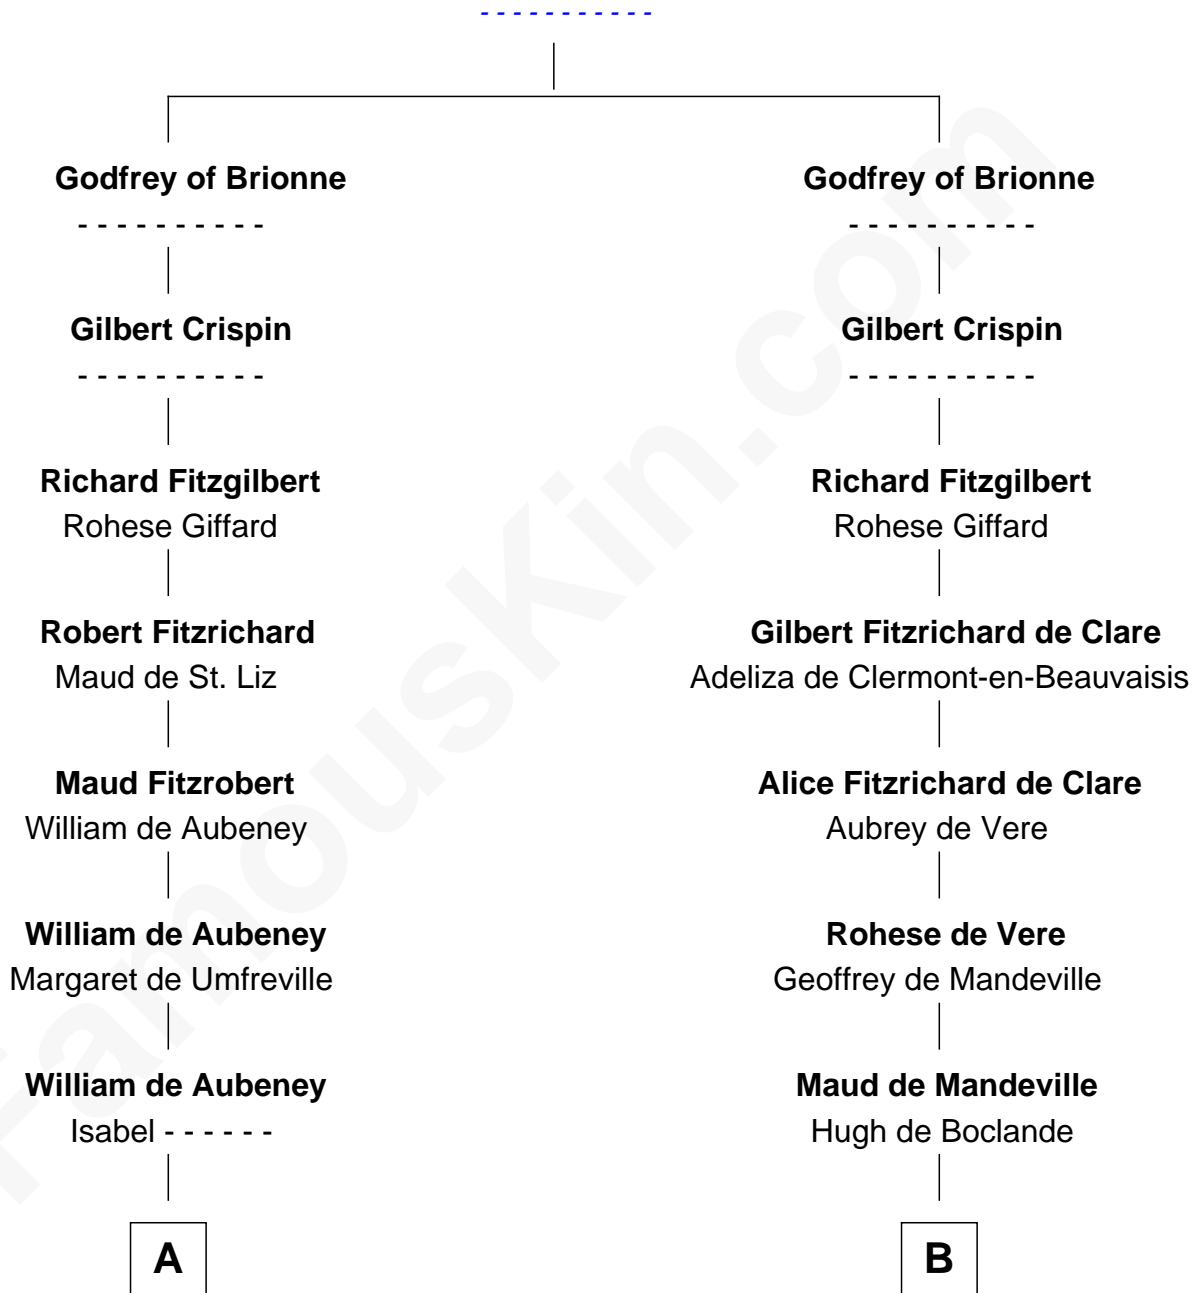 - - - - - - - - - - -
Godfrey of Brionne
- - - - - - - - - -
Gilbert Crispin
- - - - - - - - - -
Richard Fitzgilbert
Rohese Giffard
Robert Fitzrichard
Maud de St. Liz
Maud Fitzrobert
William de Aubeney
William de Aubeney
Margaret de Umfreville
William de Aubeney
Isabel - - - - - -
A
Godfrey of Brionne
- - - - - - - - - -
Gilbert Crispin
- - - - - - - - - -
Richard Fitzgilbert
Rohese Giffard
Gilbert Fitzrichard de Clare
Adeliza de Clermont-en-Beauvaisis
Alice Fitzrichard de Clare
Aubrey de Vere
Rohese de Vere
Geoffrey de Mandeville
Maud de Mandeville
Hugh de Boclande
B
FamousKin.com